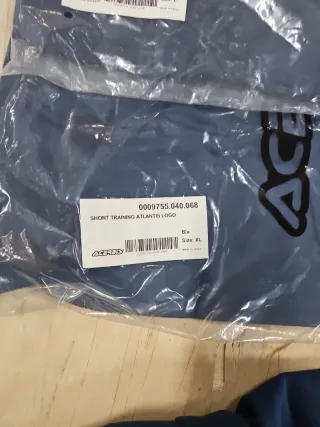 0009755.040.068
SHORT TRAINING ATLANTIS LOGO
Blu
Size: XL
ACERBIS
ACE